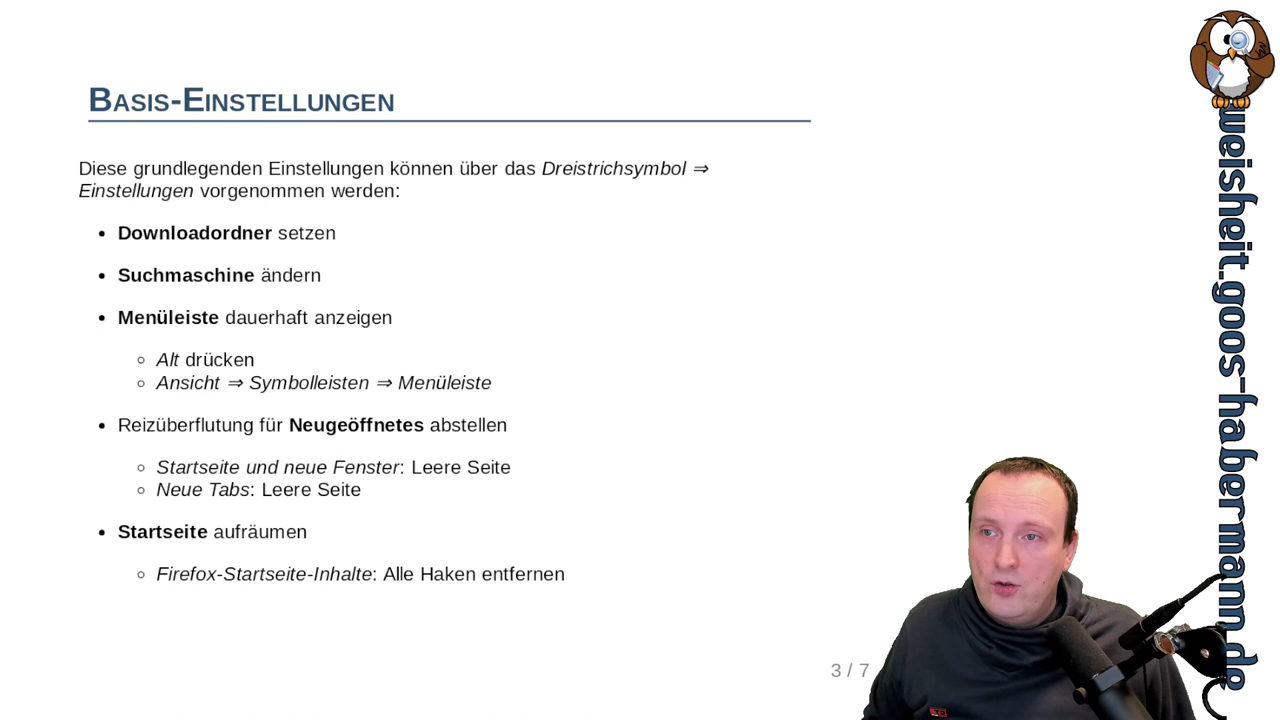 BASIS-EINSTELLUNGEN
Diese grundlegenden Einstellungen können über das Dreistrichsymbol ⇒
Einstellungen vorgenommen werden:
• Downloadordner setzen
• Suchmaschine ändern
• Menüleiste dauerhaft anzeigen
◦ Alt drücken
◦ Ansicht ⇒ Symbolleisten ⇒ Menüleiste
• Reizüberflutung für Neugeöffnetes abstellen
◦ Startseite und neue Fenster: Leere Seite
◦ Neue Tabs: Leere Seite
• Startseite aufräumen
◦ Firefox-Startseite-Inhalte: Alle Haken entfernen
3 / 7
weisheit.goos-habermann.de